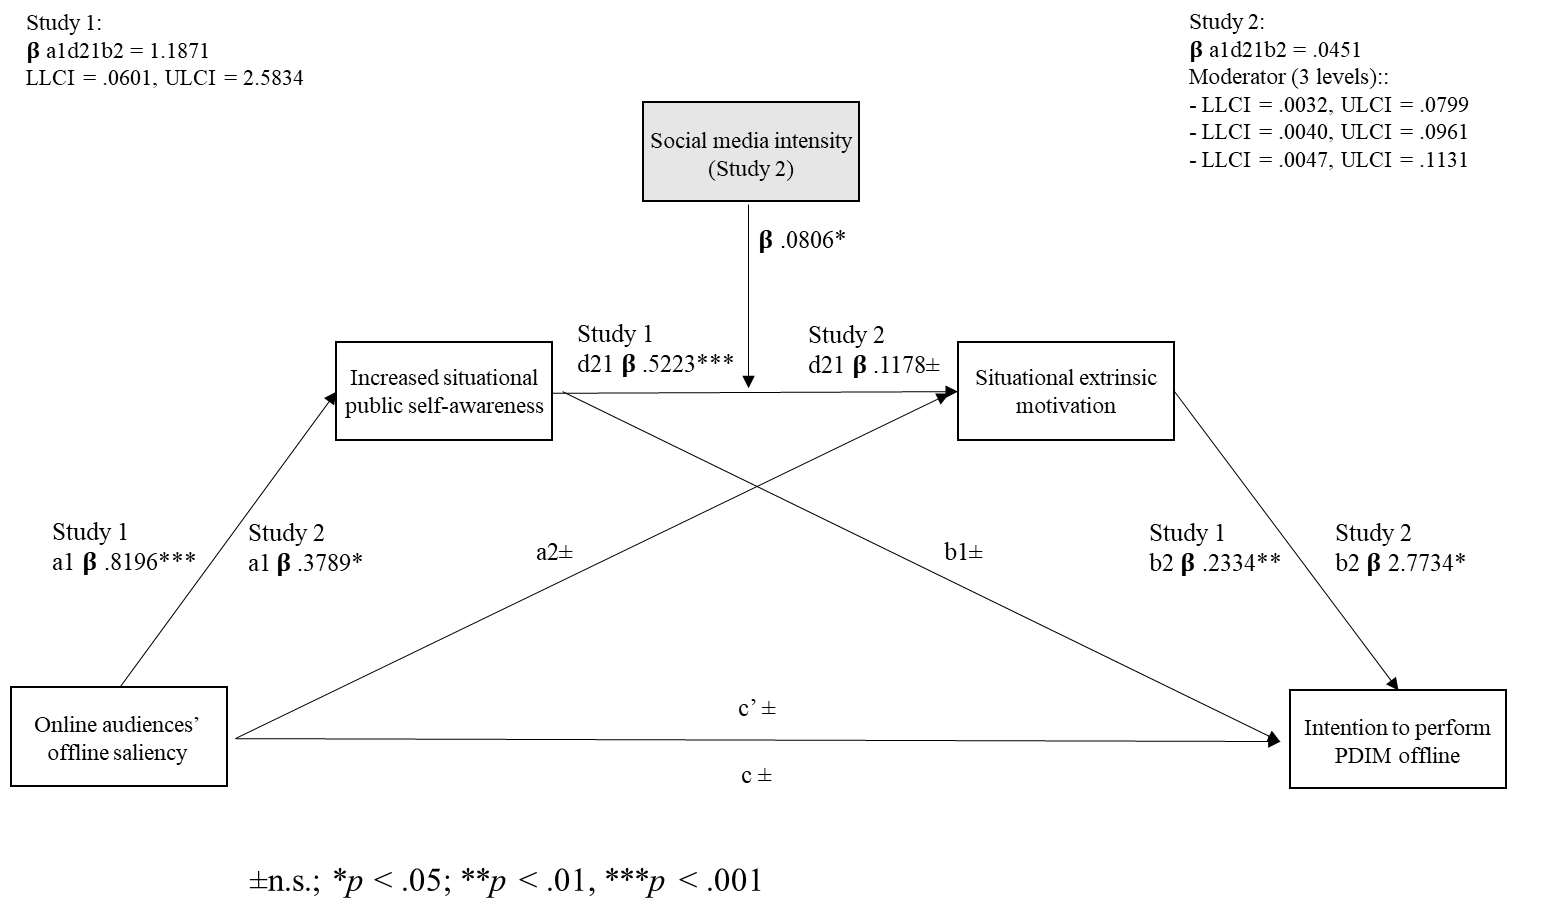 Study 1:
β a1d21b2 = 1.1871
LLCI = .0601, ULCI = 2.5834
Study 2:
β a1d21b2 = .0451
Moderator (3 levels)::
- LLCI = .0032, ULCI = .0799
- LLCI = .0040, ULCI = .0961
- LLCI = .0047, ULCI = .1131
Social media intensity
(Study 2)
β .0806*
Study 1
d21 β .5223***
Study 2
d21 β .1178±
Increased situational
public self-awareness
Situational extrinsic
motivation
Study 1
a1 β .8196***
Study 2
a1 β .3789*
a2±
b1±
Study 1
b2 β .2334**
Study 2
b2 β 2.7734*
Online audiences’
offline saliency
c’ ±
c ±
Intention to perform
PDIM offline
±n.s.; *p < .05; **p < .01, ***p < .001